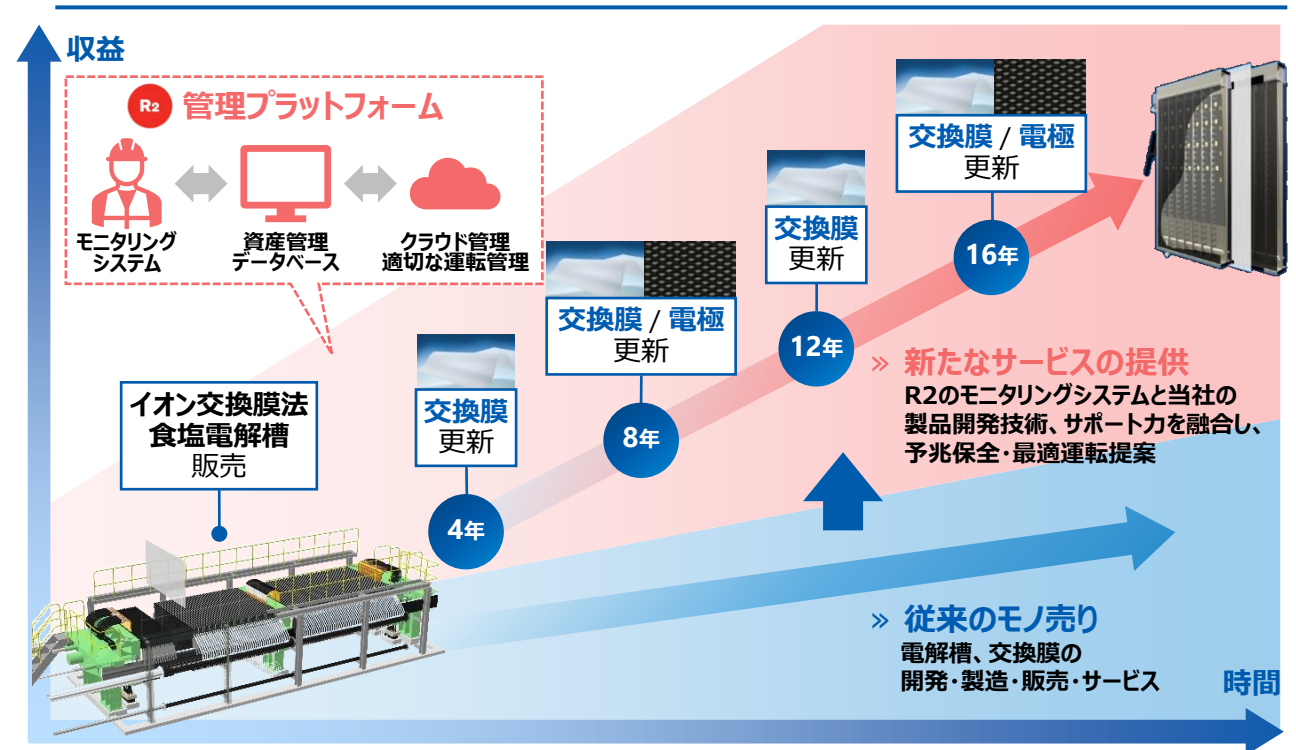 収益
R2 管理プラットフォーム
モニタリング
システム
資産管理
データベース
クラウド管理
適切な運転管理
イオン交換膜法
食塩電解槽
販売
交換膜
更新
4年
交換膜 / 電極
更新
8年
交換膜
更新
12年
交換膜 / 電極
更新
16年
» 新たなサービスの提供
R2のモニタリングシステムと当社の
製品開発技術、サポート力を融合し、
予兆保全・最適運転提案
» 従来のモノ売り
電解槽、交換膜の
開発・製造・販売・サービス
時間